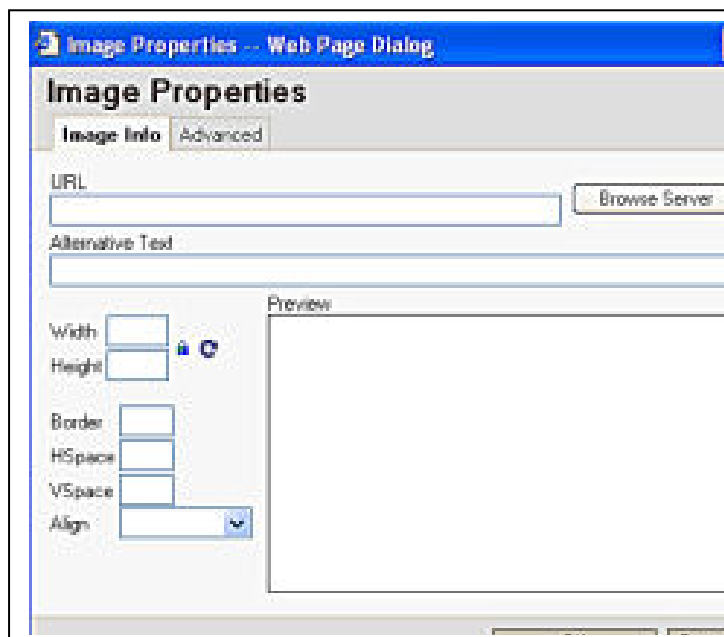 Image Properties -- Web Page Dialog
Image Properties
Image Info Advanced
URL
Browse Server
Alternative Text
Preview
Width
Height
Border
HSpace
VSpace
Align